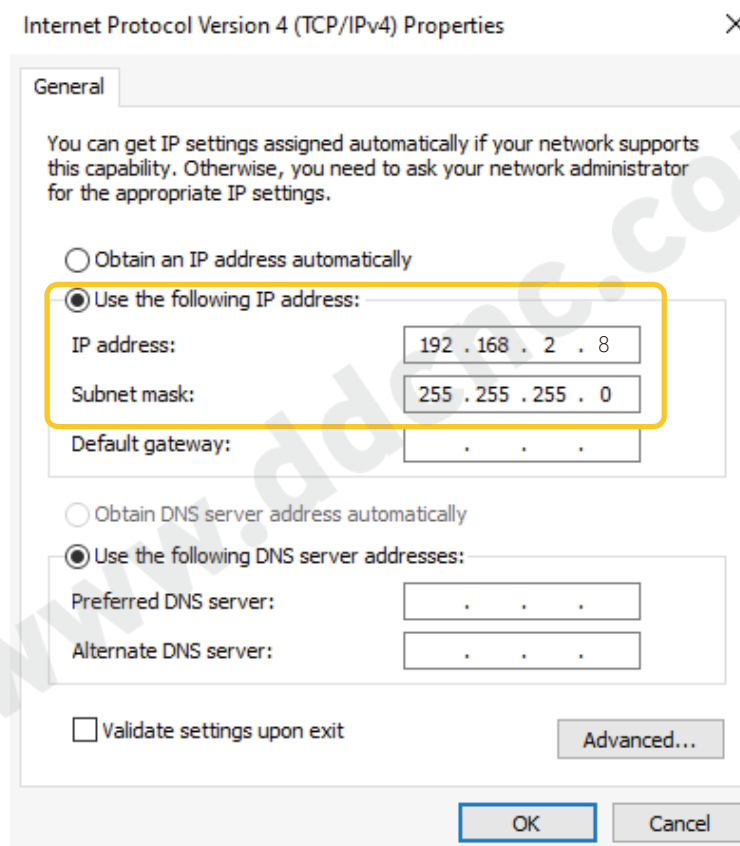 Internet Protocol Version 4 (TCP/IPv4) Properties
General
You can get IP settings assigned automatically if your network supports
this capability. Otherwise, you need to ask your network administrator
for the appropriate IP settings.
Obtain an IP address automatically
Use the following IP address:
IP address: 192 . 168 . 2 . 8
Subnet mask: 255 . 255 . 255 . 0
Default gateway: . . .
Obtain DNS server address automatically
Use the following DNS server addresses:
Preferred DNS server: . . .
Alternate DNS server: . . .
Validate settings upon exit
Advanced...
OK Cancel
www.ddcnc.com